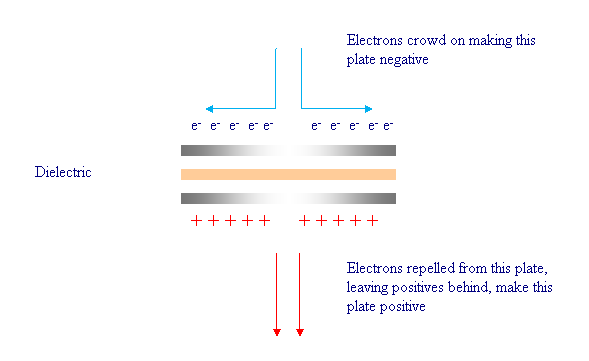 Electrons crowd on making this
plate negative
e- e- e- e- e- e- e- e- e- e-
Dielectric
+ + + + + + + + + +
Electrons repelled from this plate,
leaving positives behind, make this
plate positive